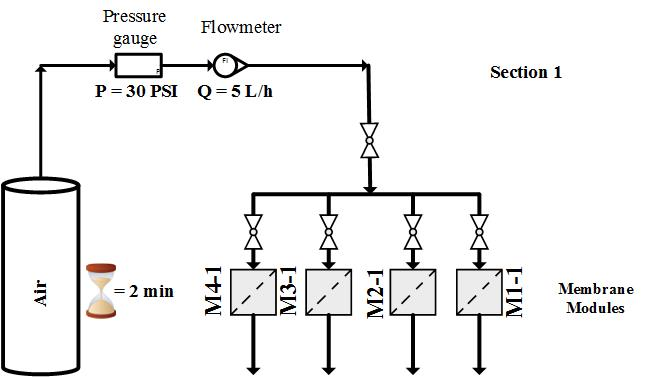 Pressure
gauge
Flowmeter
FI
P
P = 30 PSI
Q = 5 L/h
Section 1
Air
= 2 min
M4-1
M3-1
M2-1
M1-1
Membrane
Modules